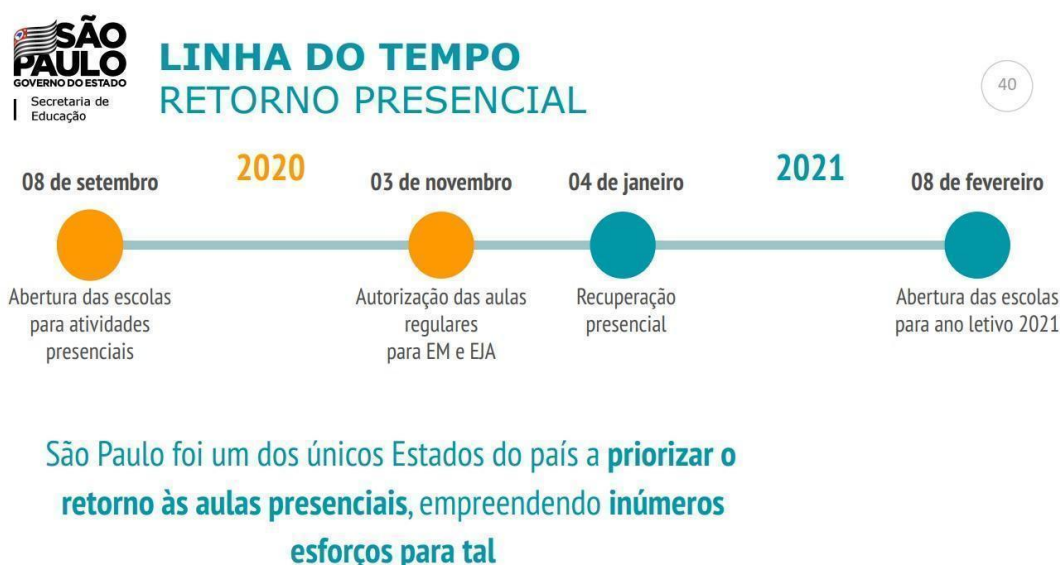 SÃO
PAULO
GOVERNO DO ESTADO
Secretaria de
Educação
LINHA DO TEMPO
RETORNO PRESENCIAL
40
2020
2021
08 de setembro
03 de novembro
04 de janeiro
08 de fevereiro
Abertura das escolas
para atividades
presenciais
Autorização das aulas
regulares
para EM e EJA
Recuperação
presencial
Abertura das escolas
para ano letivo 2021
São Paulo foi um dos únicos Estados do país a priorizar o
retorno às aulas presenciais, empreendendo inúmeros
esforços para tal